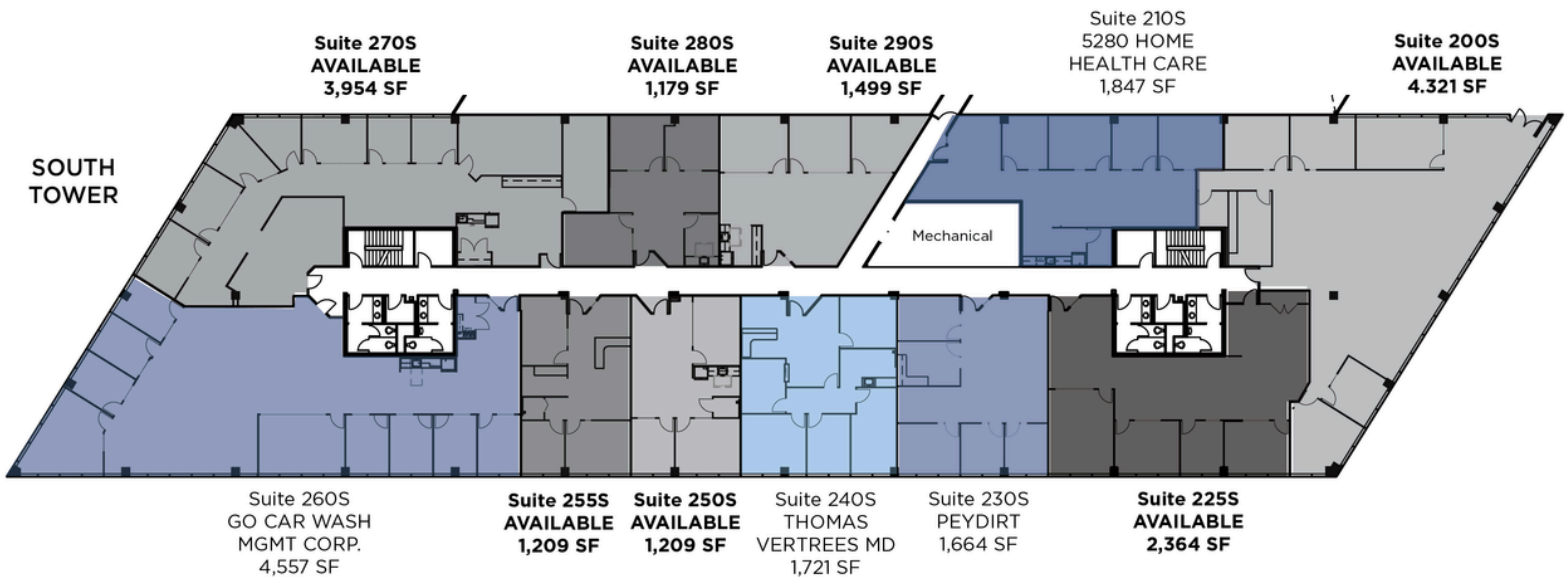 Suite 270S
AVAILABLE
3,954 SF
Suite 280S
AVAILABLE
1,179 SF
Suite 290S
AVAILABLE
1,499 SF
Suite 210S
5280 HOME
HEALTH CARE
1,847 SF
Suite 200S
AVAILABLE
4.321 SF
SOUTH
TOWER
Mechanical
Suite 260S
GO CAR WASH
MGMT CORP.
4,557 SF
Suite 255S
AVAILABLE
1,209 SF
Suite 250S
AVAILABLE
1,209 SF
Suite 240S
THOMAS
VERTREES MD
1,721 SF
Suite 230S
PEYDIRT
1,664 SF
Suite 225S
AVAILABLE
2,364 SF